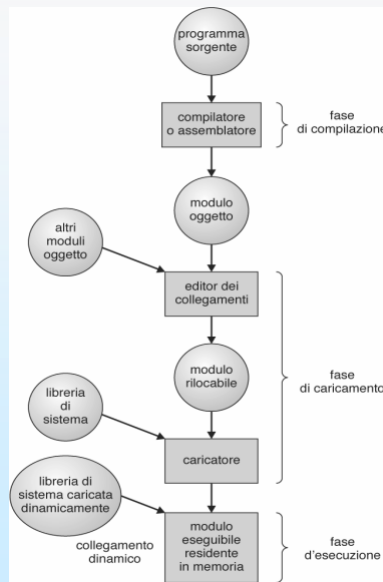 programma
sorgente
compilatore
o assemblatore
fase
di compilazione
modulo
oggetto
altri
moduli
oggetto
editor dei
collegamenti
modulo
rilocabile
fase
di caricamento
libreria
di
sistema
caricatore
libreria di
sistema caricata
dinamicamente
collegamento
dinamico
modulo
eseguibile
residente
in memoria
fase
d'esecuzione